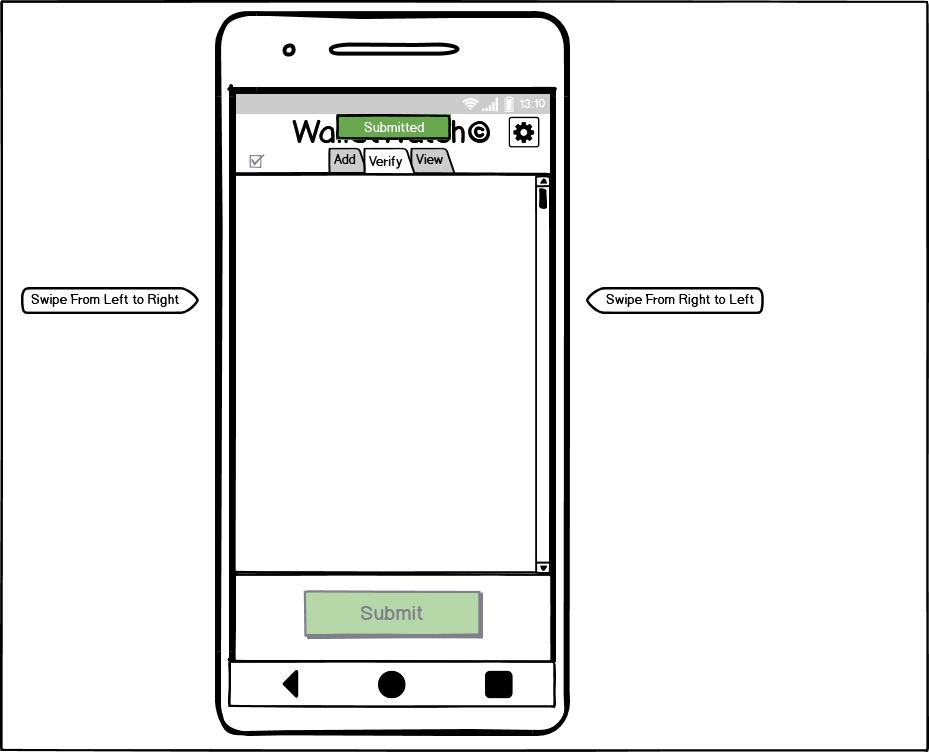 13:10
Submitted
Add
Verify
View
Swipe From Left to Right
Swipe From Right to Left
Submit